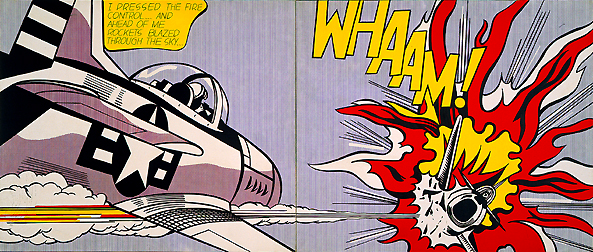 I PRESSED THE FIRE
CONTROL... AND
AHEAD OF ME
ROCKETS BLAZED
THROUGH THE SKY...
WHAAM!